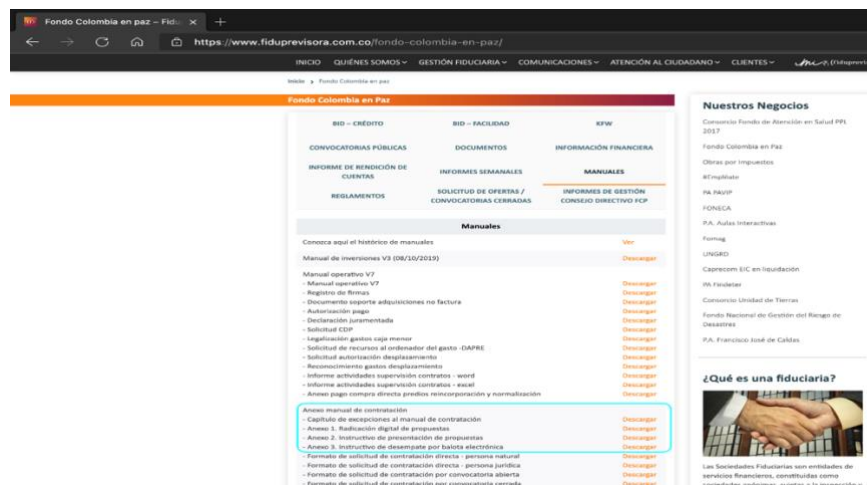 Fondo Colombia en paz – Fidu
https://www.fiduprevisora.com.co/fondo-colombia-en-paz/
INICIO QUIÉNES SOMOS GESTIÓN FIDUCIARIA COMUNICACIONES ATENCIÓN AL CIUDADANO CLIENTES
Inicio > Fondo Colombia en paz
Fondo Colombia en Paz
BID – CRÉDITO BID – FACILIDAD KFW
CONVOCATORIAS PÚBLICAS DOCUMENTOS INFORMACIÓN FINANCIERA
INFORME DE RENDICIÓN DE CUENTAS INFORMES SEMANALES MANUALES
REGLAMENTOS SOLICITUD DE OFERTAS / CONVOCATORIAS CERRADAS INFORMES DE GESTIÓN CONSEJO DIRECTIVO FCP
Manuales
Conozca aquí el histórico de manuales Ver
Manual de inversiones V3 (08/10/2019) Descargar
Manual operativo V7
- Manual operativo V7 Descargar
- Registro de firmas Descargar
- Documento soporte adquisiciones no factura Descargar
- Autorización pago Descargar
- Declaración juramentada Descargar
- Solicitud CDP Descargar
- Legalización gastos caja menor Descargar
- Solicitud de recursos al ordenador del gasto -DAPRE Descargar
- Solicitud autorización desplazamiento Descargar
- Reconocimiento gastos desplazamiento Descargar
- Informe actividades supervisión contratos - word Descargar
- Informe actividades supervisión contratos - excel Descargar
- Anexo pago compra directa predios reincorporación y normalización Descargar
Anexo manual de contratación
- Capítulo de excepciones al manual de contratación Descargar
- Anexo 1. Radicación digital de propuestas Descargar
- Anexo 2. Instructivo de presentación de propuestas Descargar
- Anexo 3. Instructivo de desempate por balota electrónica Descargar
- Formato de solicitud de contratación directa - persona natural Descargar
- Formato de solicitud de contratación directa - persona jurídica Descargar
- Formato de solicitud de contratación por convocatoria abierta Descargar
- Formato de solicitud de contratación por convocatoria cerrada Descargar
Nuestros Negocios
Consorcio Fondo de Atención en Salud PPL
2017
Fondo Colombia en Paz
Obras por Impuestos
PA PAVIP
FONECA
P.A. Aulas Interactivas
Fomag
UNGRD
Caprecom EIC en liquidación
PA Findeter
Consorcio Unidad de Tierras
Fondo Nacional de Gestión del Riesgo de
Desastres
P.A. Francisco José de Caldas
¿Qué es una fiduciaria?
Las Sociedades Fiduciarias son entidades de
servicios financieros, constituidas como